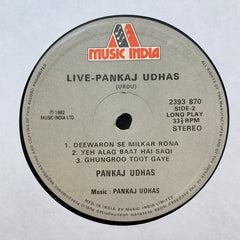 MUSIC INDIA
LIVE-PANKAJ UDHAS
(URDU)
℗ 1982
MUSIC INDIA LTD
2393 870
SIDE-2
LONG PLAY
33⅓ RPM
STEREO
1. DEEWARON SE MILKAR RONA
2. YEH ALAG BAAT HAI SAQI
3. GHUNGROO TOOT GAYE
PANKAJ UDHAS
Music : PANKAJ UDHAS